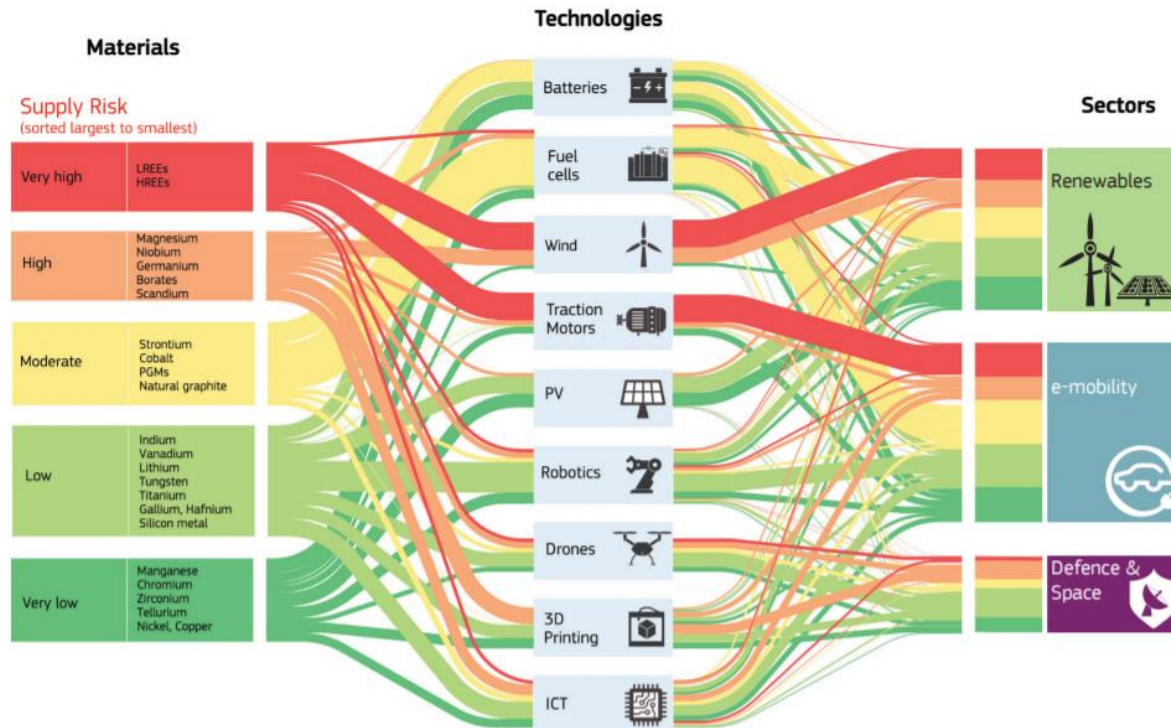 Technologies
Materials
Supply Risk
(sorted largest to smallest)
Sectors
Very high
LREEs
HREEs
High
Magnesium
Niobium
Germanium
Borates
Scandium
Moderate
Strontium
Cobalt
PGMs
Natural graphite
Low
Indium
Vanadium
Lithium
Tungsten
Titanium
Gallium, Hafnium
Silicon metal
Very low
Manganese
Chromium
Zirconium
Tellurium
Nickel, Copper
Batteries
Fuel
cells
Wind
Traction
Motors
PV
Robotics
Drones
3D
Printing
ICT
Renewables
e-mobility
Defence &
Space